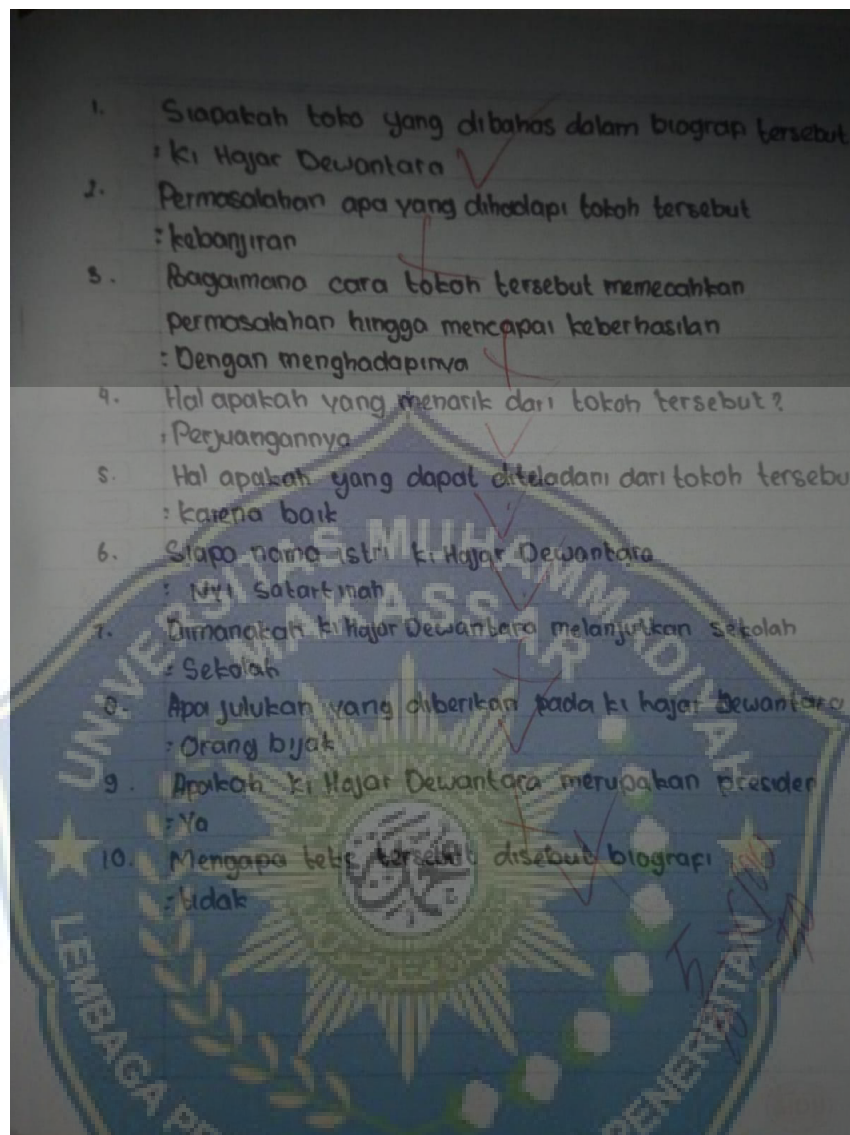 1. Siapakah toko yang dibahas dalam biograp tersebut
: Ki Hajar Dewantara
2. Permasalahan apa yang dihadapi tokoh tersebut
: kebanjiran
3. Bagaimana cara tokoh tersebut memecahkan
permasalahan hingga mencapai keberhasilan
: Dengan menghadapinya
4. Hal apakah yang menarik dari tokoh tersebut?
: Perjuangannya
5. Hal apakah yang dapat diteladani dari tokoh tersebu
: karena baik
6. Siapa nama istri ki Hajar Dewantara
: Nyi Satartinah
7. Dimanakah ki Hajar Dewantara melanjutkan sekolah
: Sekolah
8. Apa julukan yang diberikan pada ki hajar Dewantara
: Orang bijak
9. Apakah ki Hajar Dewantara merupakan presiden
: Ya
10. Mengapa teks tersebut disebut biografi
: tidak
UNIVERSITAS MUHAMMADIYAH
MAKASSAR
LEMBAGA PE
PENERBITAN